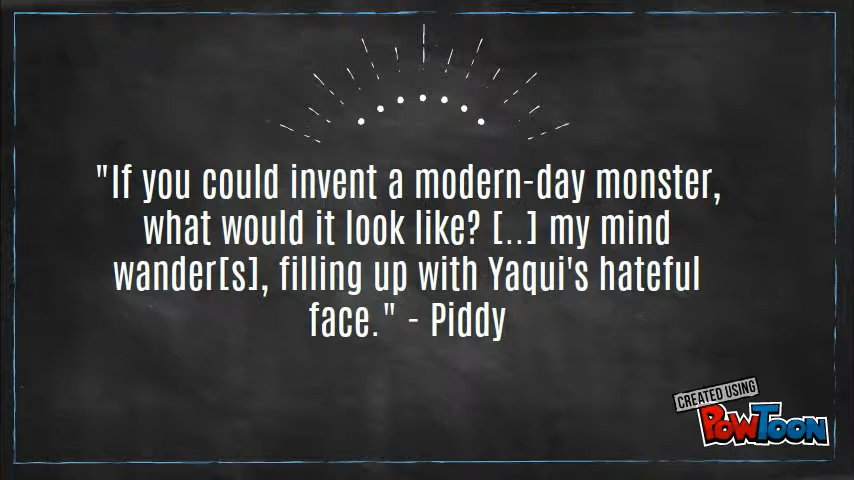 "If you could invent a modern-day monster,
what would it look like? [..] my mind
wander[s], filling up with Yaqui's hateful
face." - Piddy
CREATED USING
POWTOON